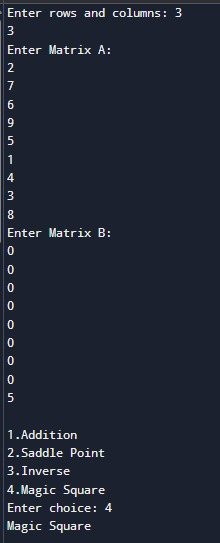 Enter rows and columns: 3
3
Enter Matrix A:
2
7
6
9
5
1
4
3
8
Enter Matrix B:
0
0
0
0
0
0
0
0
5

1.Addition
2.Saddle Point
3.Inverse
4.Magic Square
Enter choice: 4
Magic Square